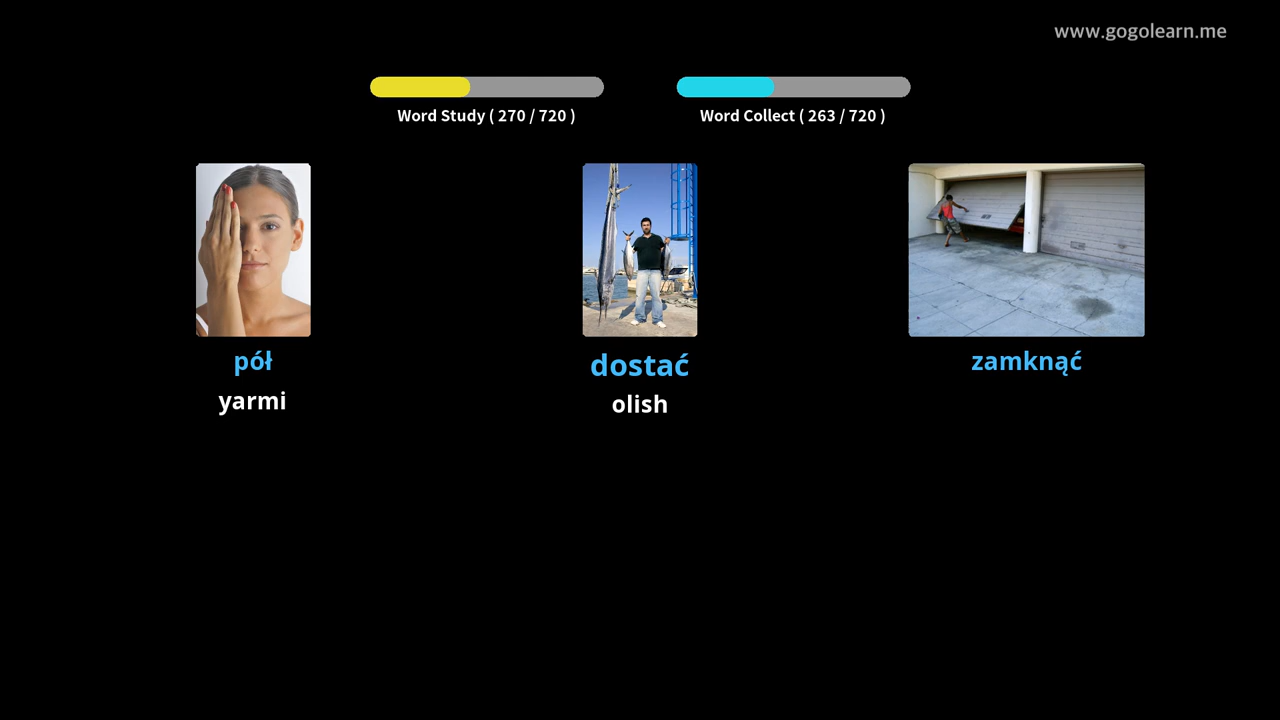 www.gogolearn.me
Word Study ( 270 / 720 )
Word Collect ( 263 / 720 )
pół
dostać
zamknąć
yarmi
olish